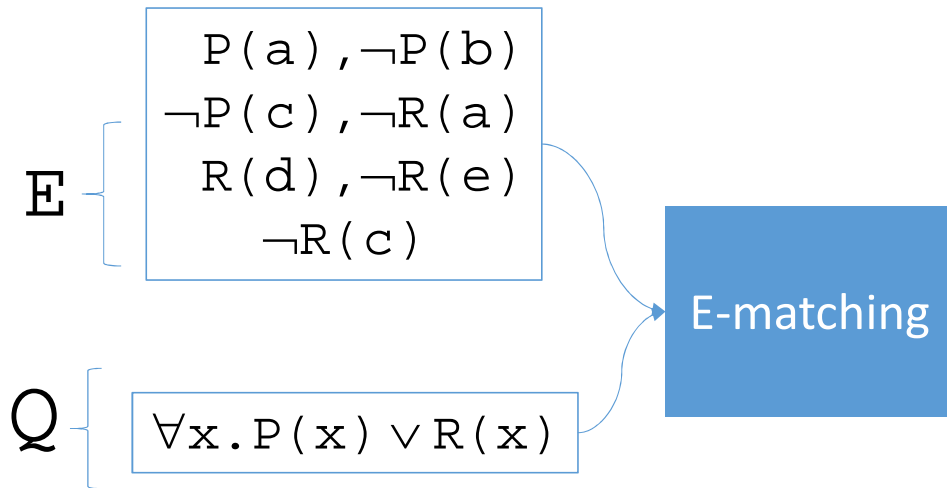 E
P(a),¬P(b)
¬P(c),¬R(a)
R(d),¬R(e)
¬R(c)
E-matching
Q
∀x.P(x)∨R(x)